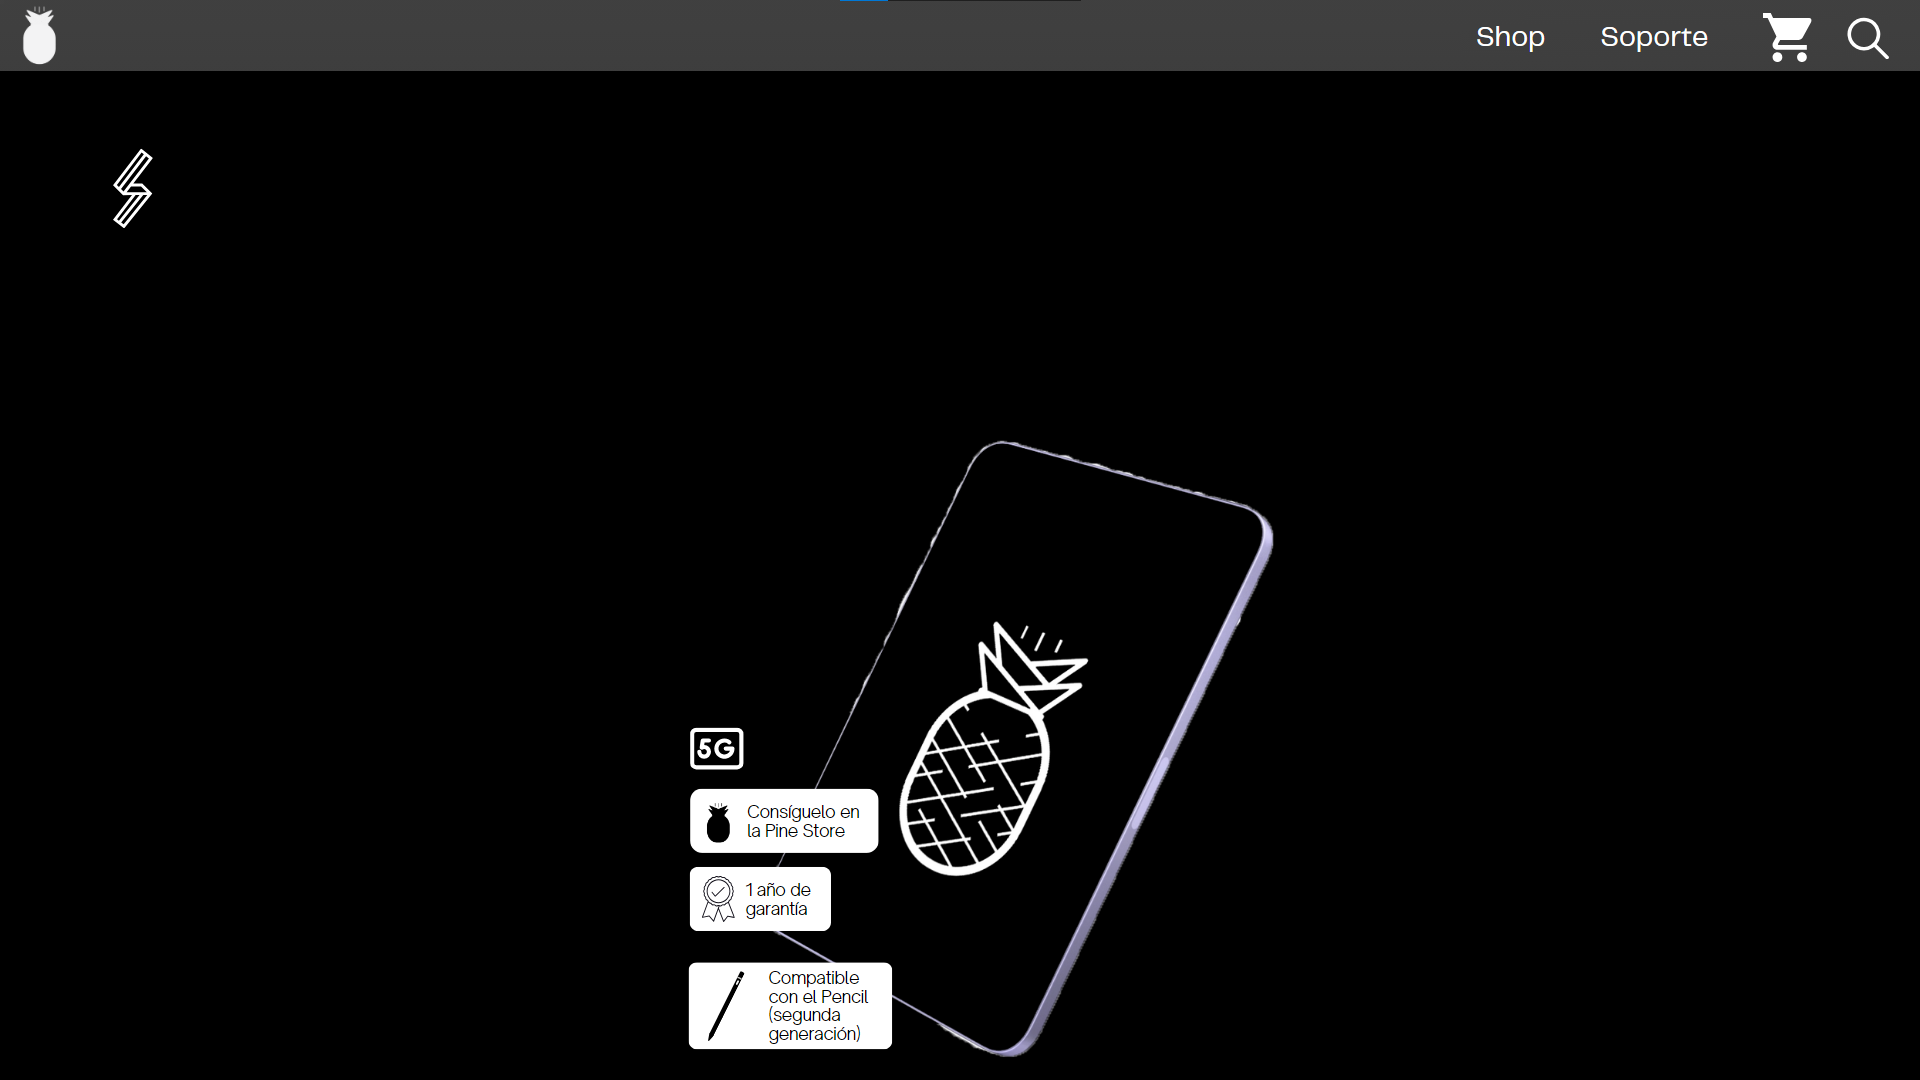 Shop
Soporte
5G
Consíguelo en
la Pine Store
1 año de
garantía
Compatible
con el Pencil
(segunda
generación)